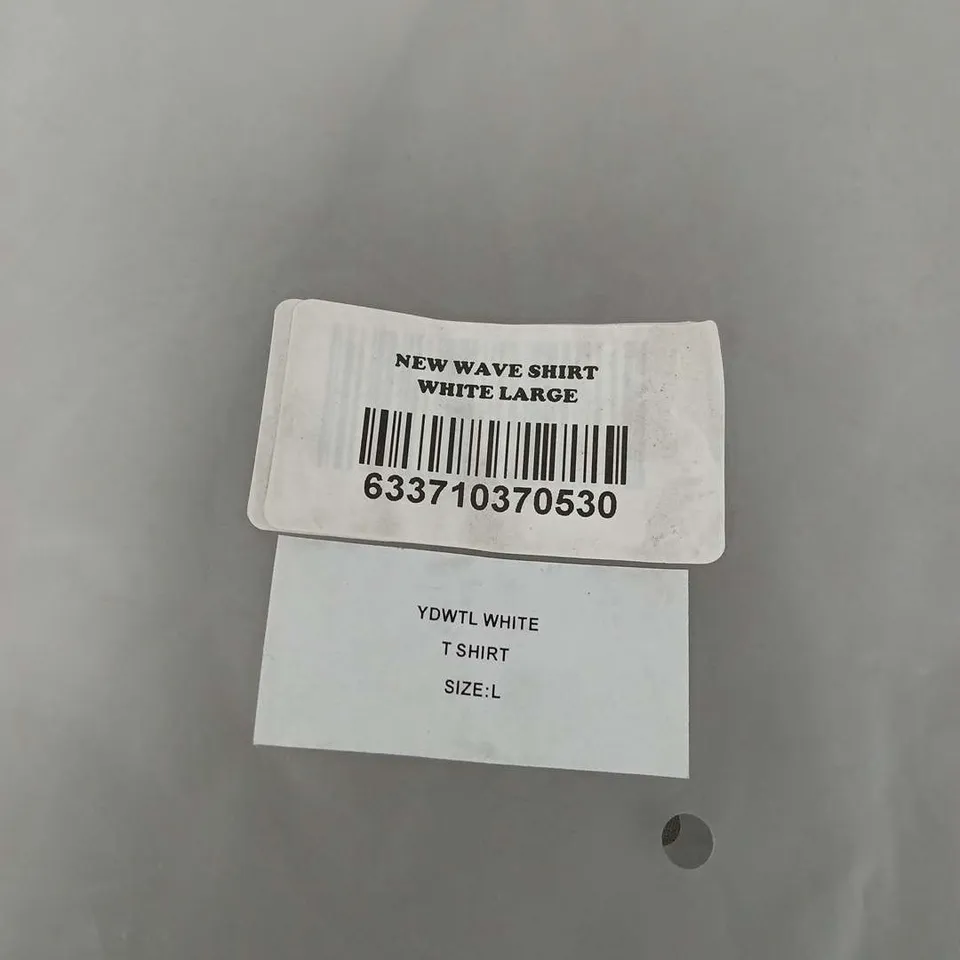 NEW WAVE SHIRT
WHITE LARGE
633710370530
YDWTL WHITE
T SHIRT
SIZE:L